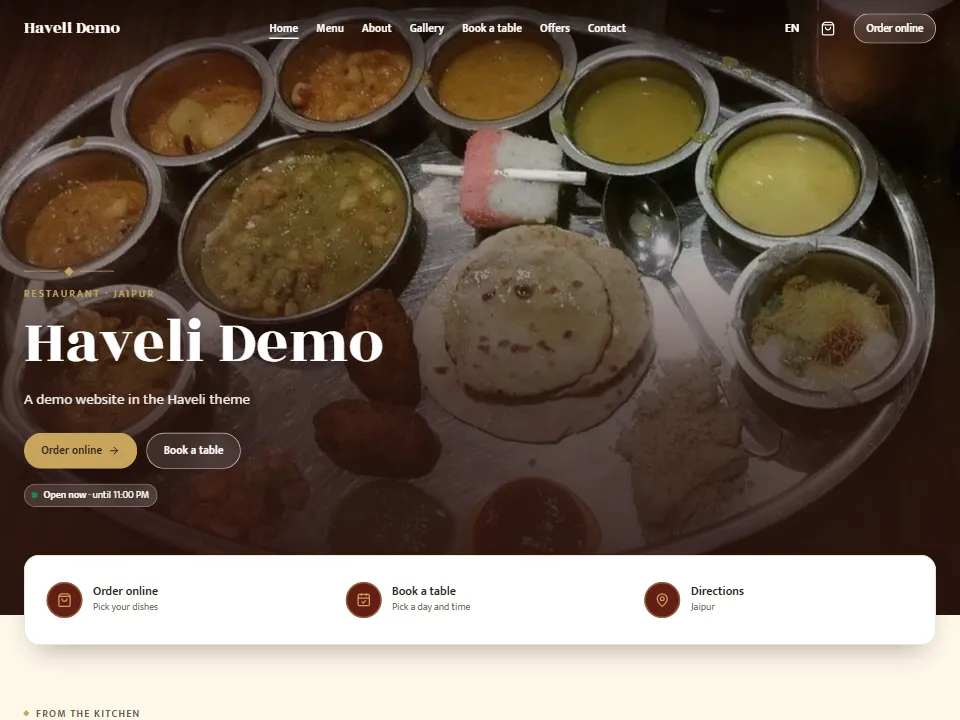 Haveli Demo
Home Menu About Gallery Book a table Offers Contact
EN
Order online
RESTAURANT · JAIPUR
Haveli Demo
A demo website in the Haveli theme
Order online →
Book a table
Open now · until 11:00 PM
Order online
Pick your dishes
Book a table
Pick a day and time
Directions
Jaipur
FROM THE KITCHEN